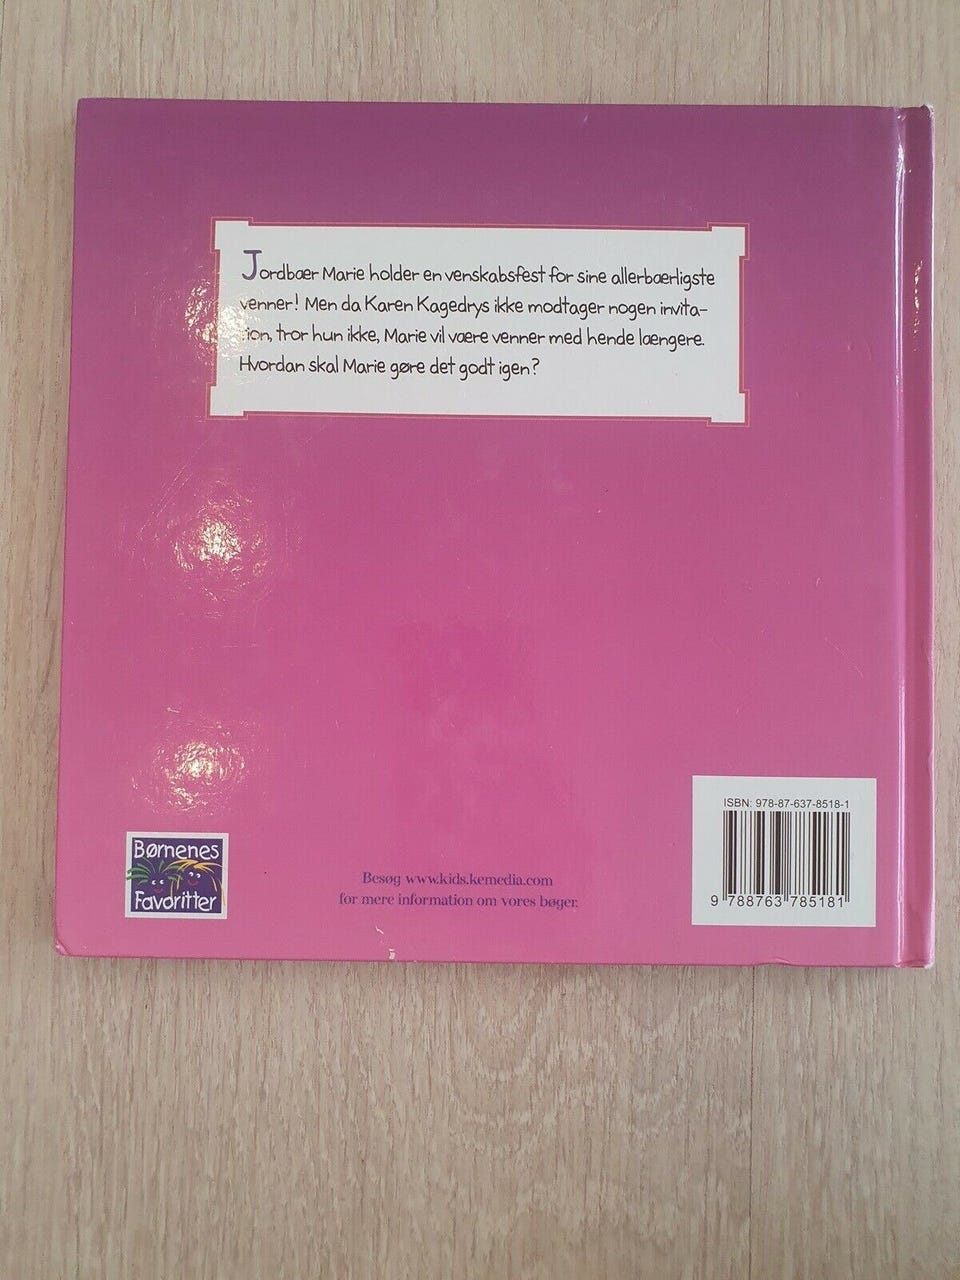 Jordbær Marie holder en venskabsfest for sine allerbærligste
venner! Men da Karen Kagedrys ikke modtager nogen invita-
tion, tror hun ikke, Marie vil være venner med hende længere.
Hvordan skal Marie gøre det godt igen?
ISBN: 978-87-637-8518-1
9 788763 785181
Børnenes
Favoritter
Besøg www.kids.kemedia.com
for mere information om vores bøger.